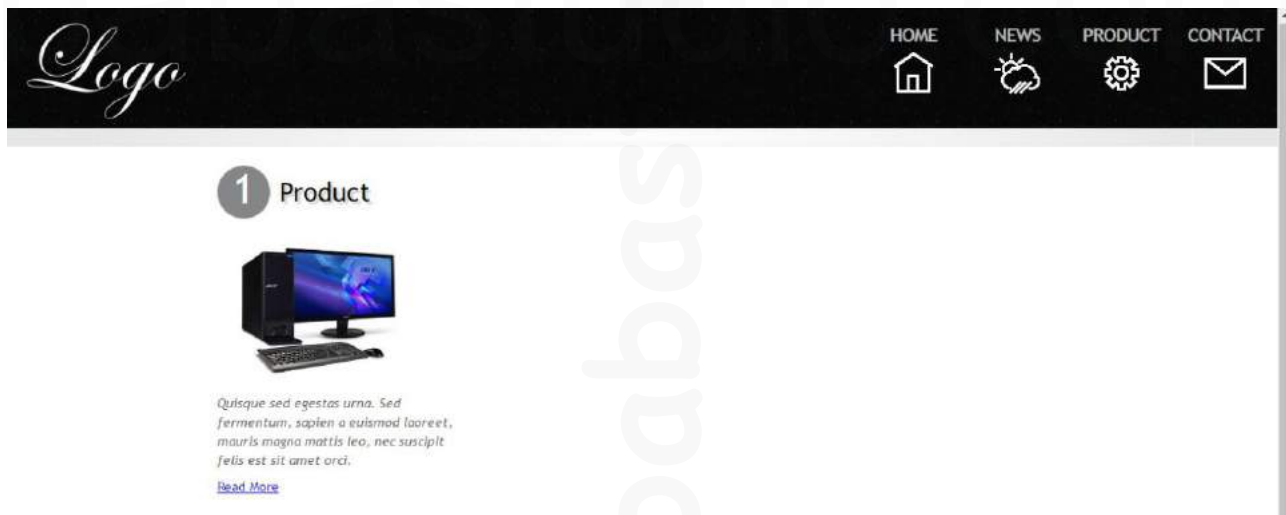 Logo
HOME NEWS PRODUCT CONTACT
1 Product
Quisque sed egestas urna. Sed
fermentum, sapien a euismod laoreet,
mauris magna mattis leo, nec suscipit
felis est sit amet orci.
Read More